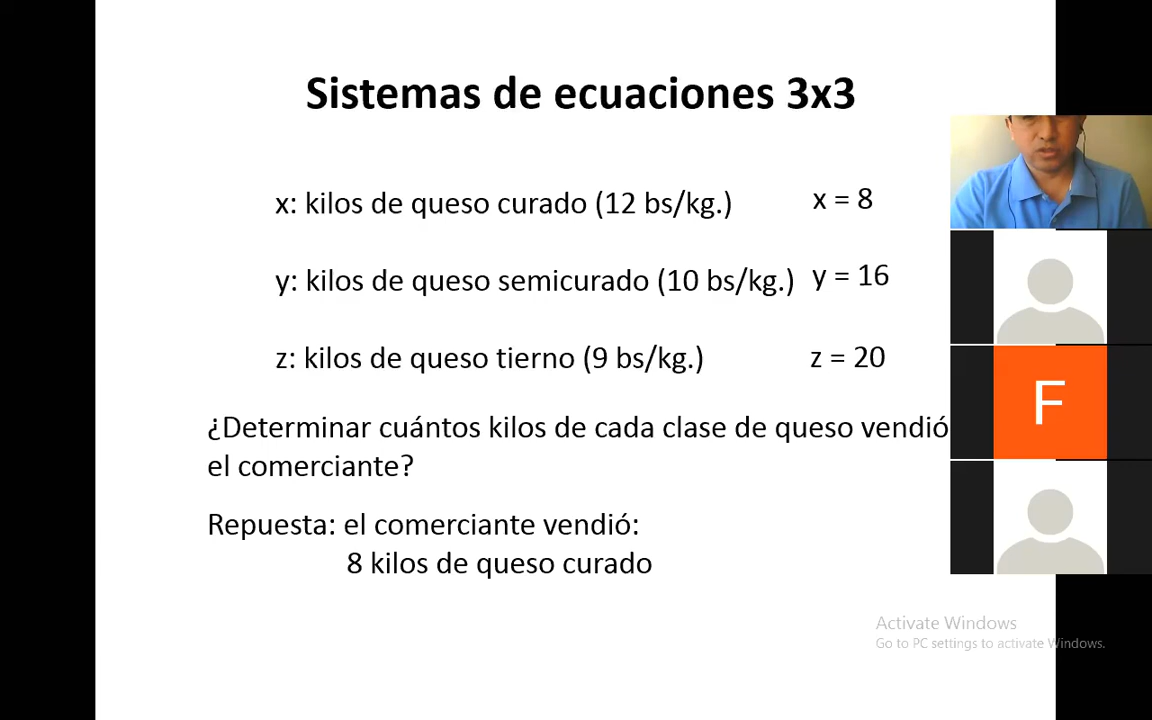 Sistemas de ecuaciones 3x3
x: kilos de queso curado (12 bs/kg.) x = 8
y: kilos de queso semicurado (10 bs/kg.) y = 16
z: kilos de queso tierno (9 bs/kg.) z = 20
¿Determinar cuántos kilos de cada clase de queso vendió
el comerciante?
Repuesta: el comerciante vendió:
8 kilos de queso curado
F
Activate Windows
Go to PC settings to activate Windows.